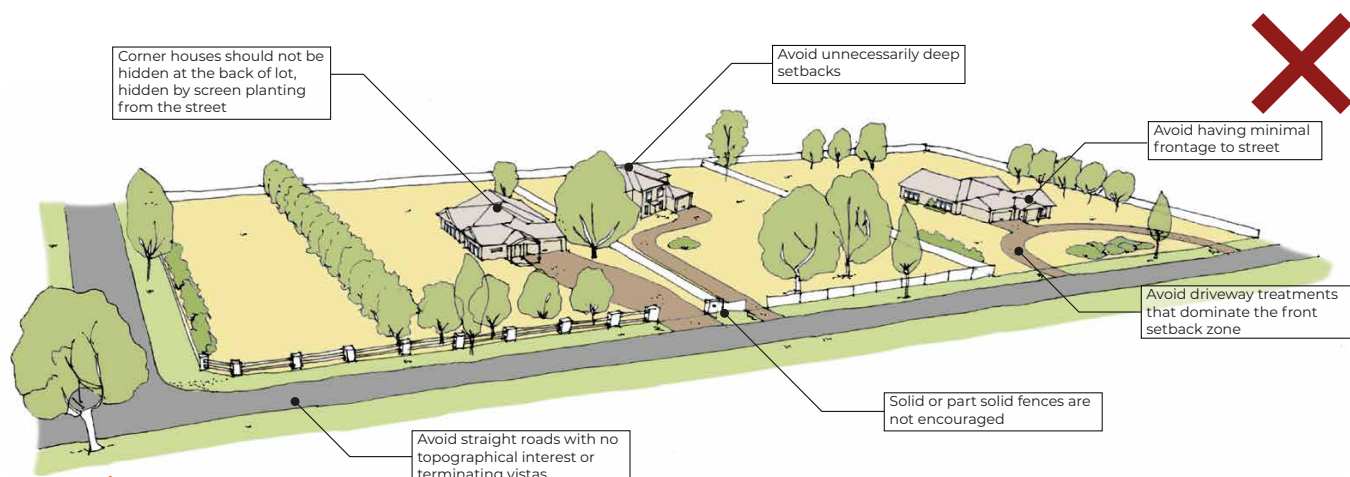 Corner houses should not be
hidden at the back of lot,
hidden by screen planting
from the street
Avoid unnecessarily deep
setbacks
Avoid having minimal
frontage to street
Avoid driveway treatments
that dominate the front
setback zone
Solid or part solid fences are
not encouraged
Avoid straight roads with no
topographical interest or
terminating vistas